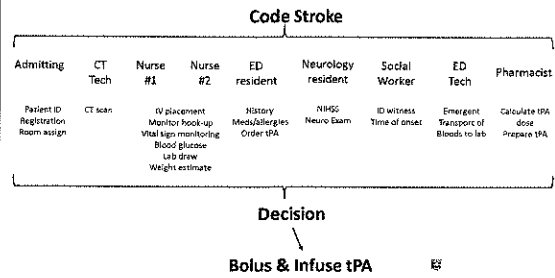 Code Stroke
Admitting CT Tech Nurse #1 Nurse #2 ED resident Neurology resident Social Worker ED Tech Pharmacist
Patient ID
Registration
Room assign
CT scan
IV placement
Monitor hook-up
Vital sign monitoring
Blood glucose
Lab draw
Weight estimate
History
Meds/allergies
Order tPA
NIHSS
Neuro Exam
ID witness
Time of onset
Emergent
Transport of
Bloods to lab
Calculate tPA
dose
Prepare tPA
Decision
Bolus & Infuse tPA